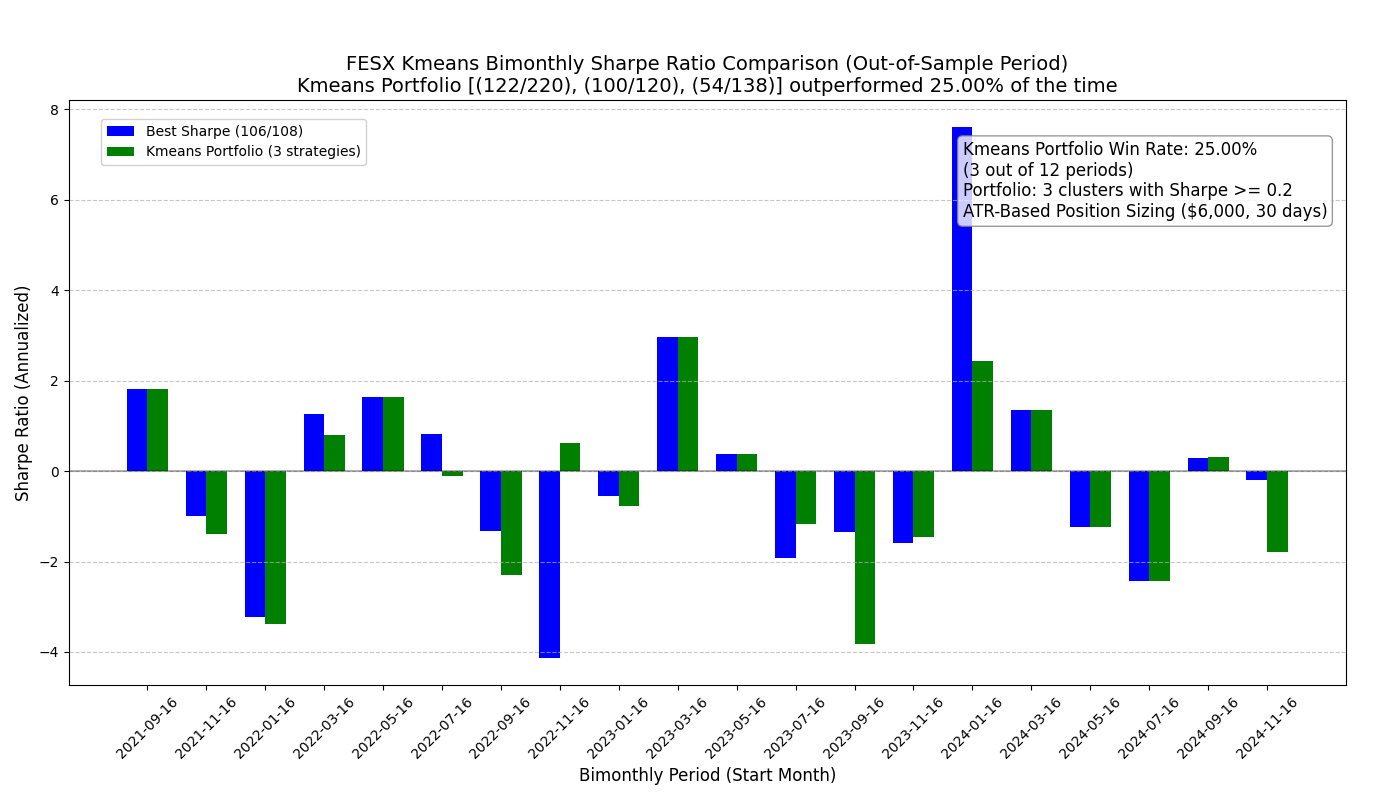 FESX Kmeans Bimonthly Sharpe Ratio Comparison (Out-of-Sample Period)
Kmeans Portfolio [(122/220), (100/120), (54/138)] outperformed 25.00% of the time
Best Sharpe (106/108)
Kmeans Portfolio (3 strategies)
Kmeans Portfolio Win Rate: 25.00%
(3 out of 12 periods)
Portfolio: 3 clusters with Sharpe >= 0.2
ATR-Based Position Sizing ($6,000, 30 days)
Sharpe Ratio (Annualized)
8
6
4
2
0
−2
−4
2021-09-16
2021-11-16
2022-01-16
2022-03-16
2022-05-16
2022-07-16
2022-09-16
2022-11-16
2023-01-16
2023-03-16
2023-05-16
2023-07-16
2023-09-16
2023-11-16
2024-01-16
2024-03-16
2024-05-16
2024-07-16
2024-09-16
2024-11-16
Bimonthly Period (Start Month)